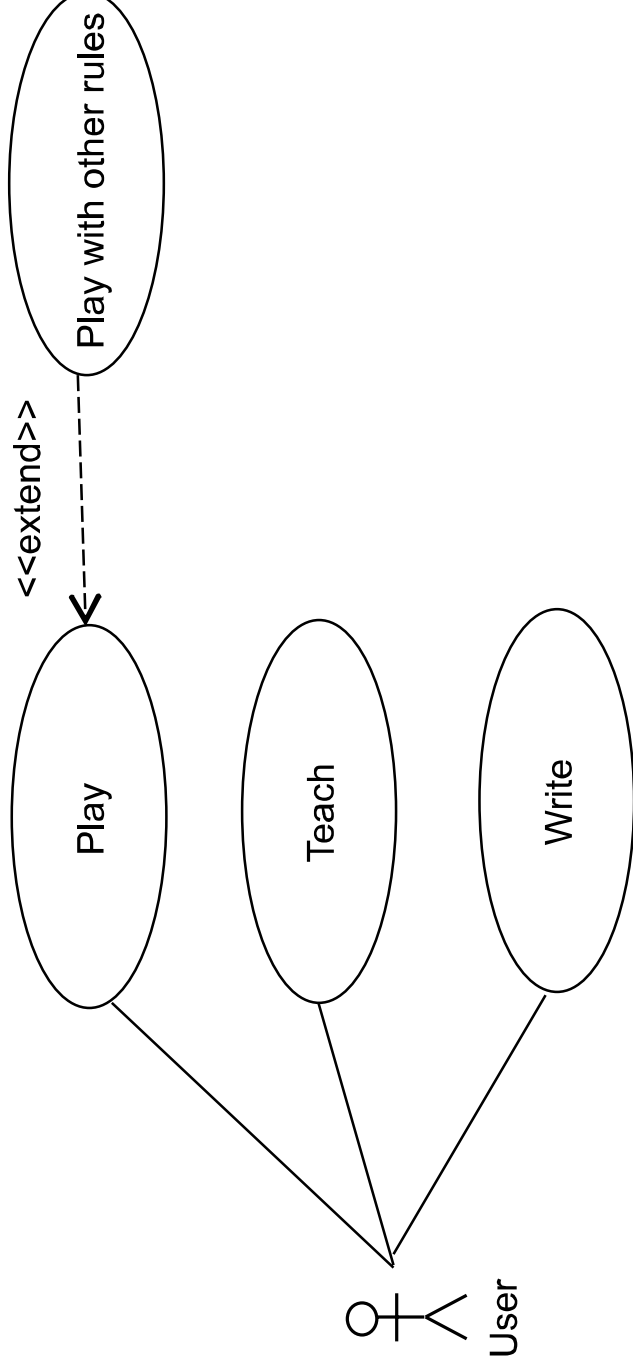 <<extend>>
Play
Play with other rules
Teach
Write
User